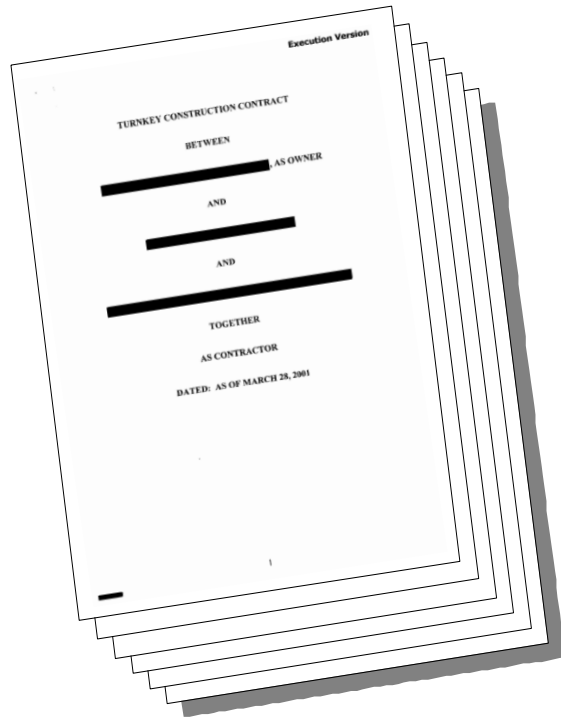 Execution Version
TURNKEY CONSTRUCTION CONTRACT
BETWEEN
, AS OWNER
AND
AND
TOGETHER
AS CONTRACTOR
DATED: AS OF MARCH 28, 2001
1